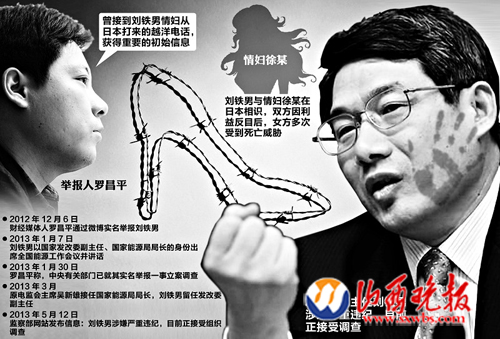 曾接到刘铁男情妇从
日本打来的越洋电话,
获得重要的初始信息
情妇徐某
刘铁男与情妇徐某在
日本相识,双方因利
益反目后,女方多次
受到死亡威胁
举报人罗昌平
2012年12月6日
财经媒体人罗昌平通过微博实名举报刘铁男
2013年1月7日
刘铁男以国家发改委副主任、国家能源局局长的身份出
席全国能源工作会议并讲话
2013年1月30日
罗昌平称,中央有关部门已就其实名举报一事立案调查
2013年3月
原电监会主席吴新雄接任国家能源局局长,刘铁男留任发改委
副主任
2013年5月12日
监察部网站发布信息:刘铁男涉嫌严重违纪,目前正接受组织
调查
正接受调查
山西晚报